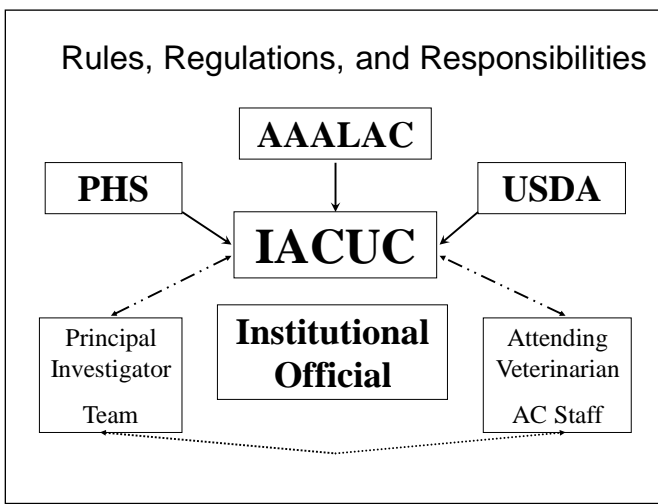 Rules, Regulations, and Responsibilities
AAALAC
PHS
USDA
IACUC
Principal
Investigator
Team
Institutional
Official
Attending
Veterinarian
AC Staff